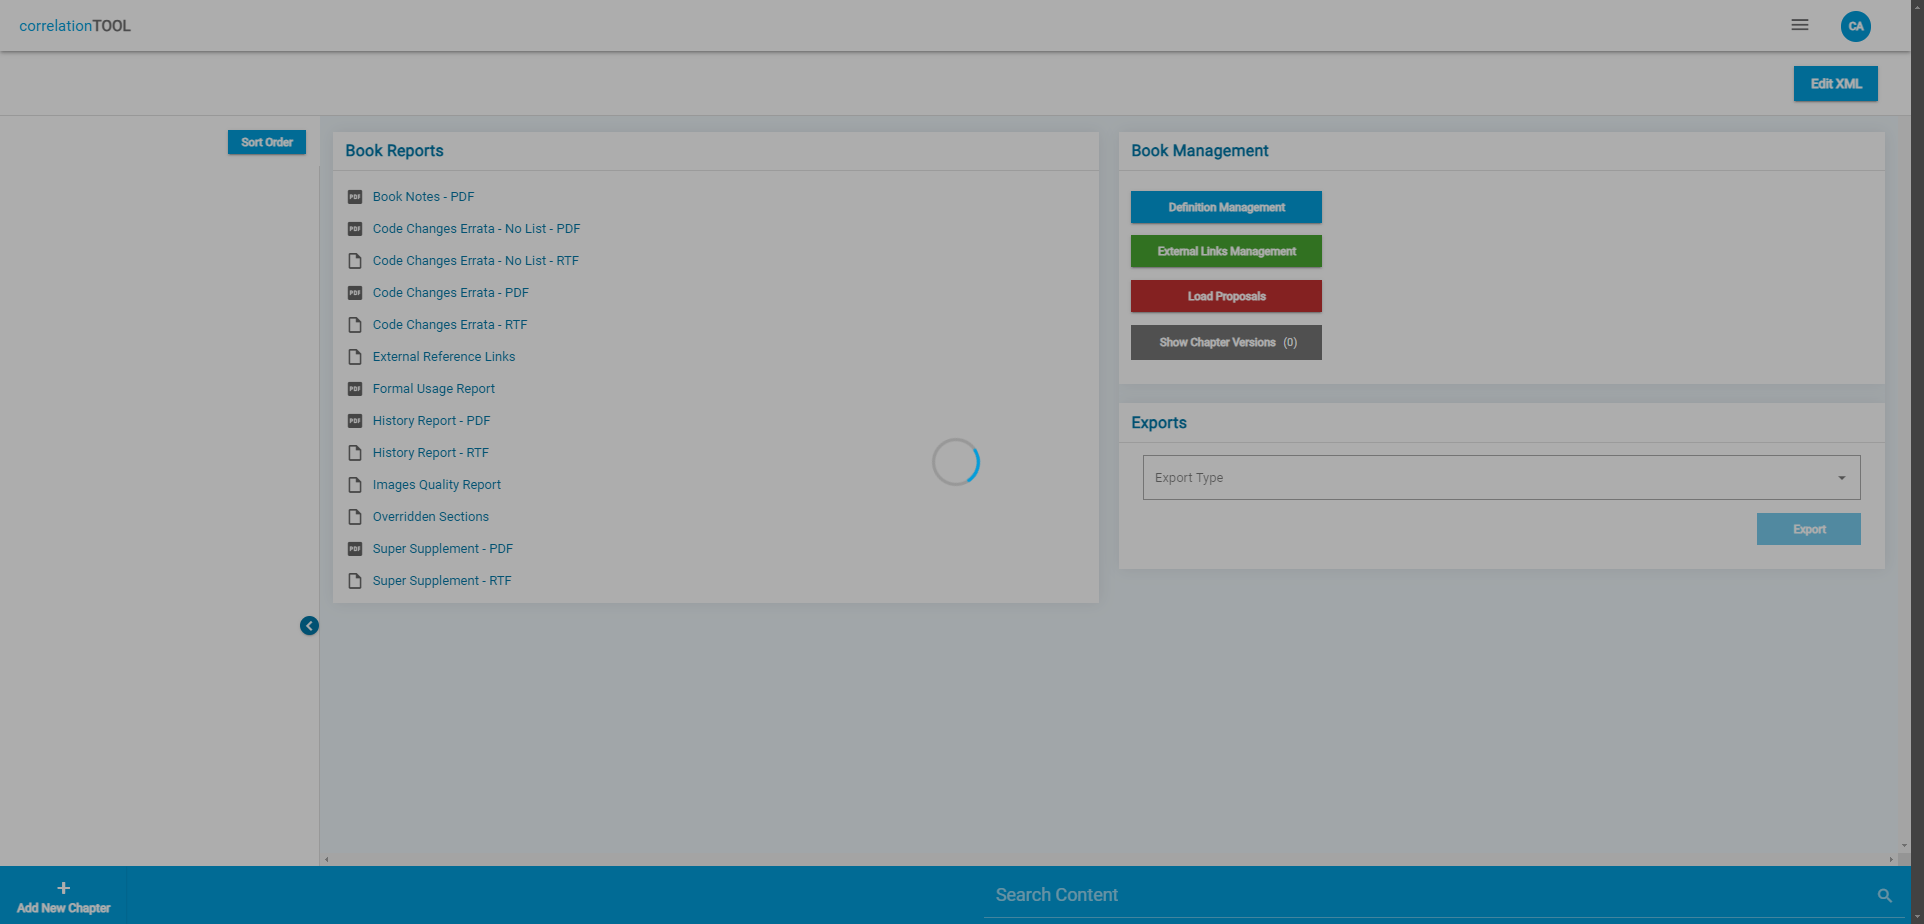 correlationTOOL
CA
Edit XML
Sort Order
Book Reports
PDF Book Notes - PDF
PDF Code Changes Errata - No List - PDF
Code Changes Errata - No List - RTF
PDF Code Changes Errata - PDF
Code Changes Errata - RTF
External Reference Links
PDF Formal Usage Report
PDF History Report - PDF
History Report - RTF
Images Quality Report
Overridden Sections
PDF Super Supplement - PDF
Super Supplement - RTF
Book Management
Definition Management
External Links Management
Load Proposals
Show Chapter Versions (0)
Exports
Export Type
Export
Add New Chapter
Search Content